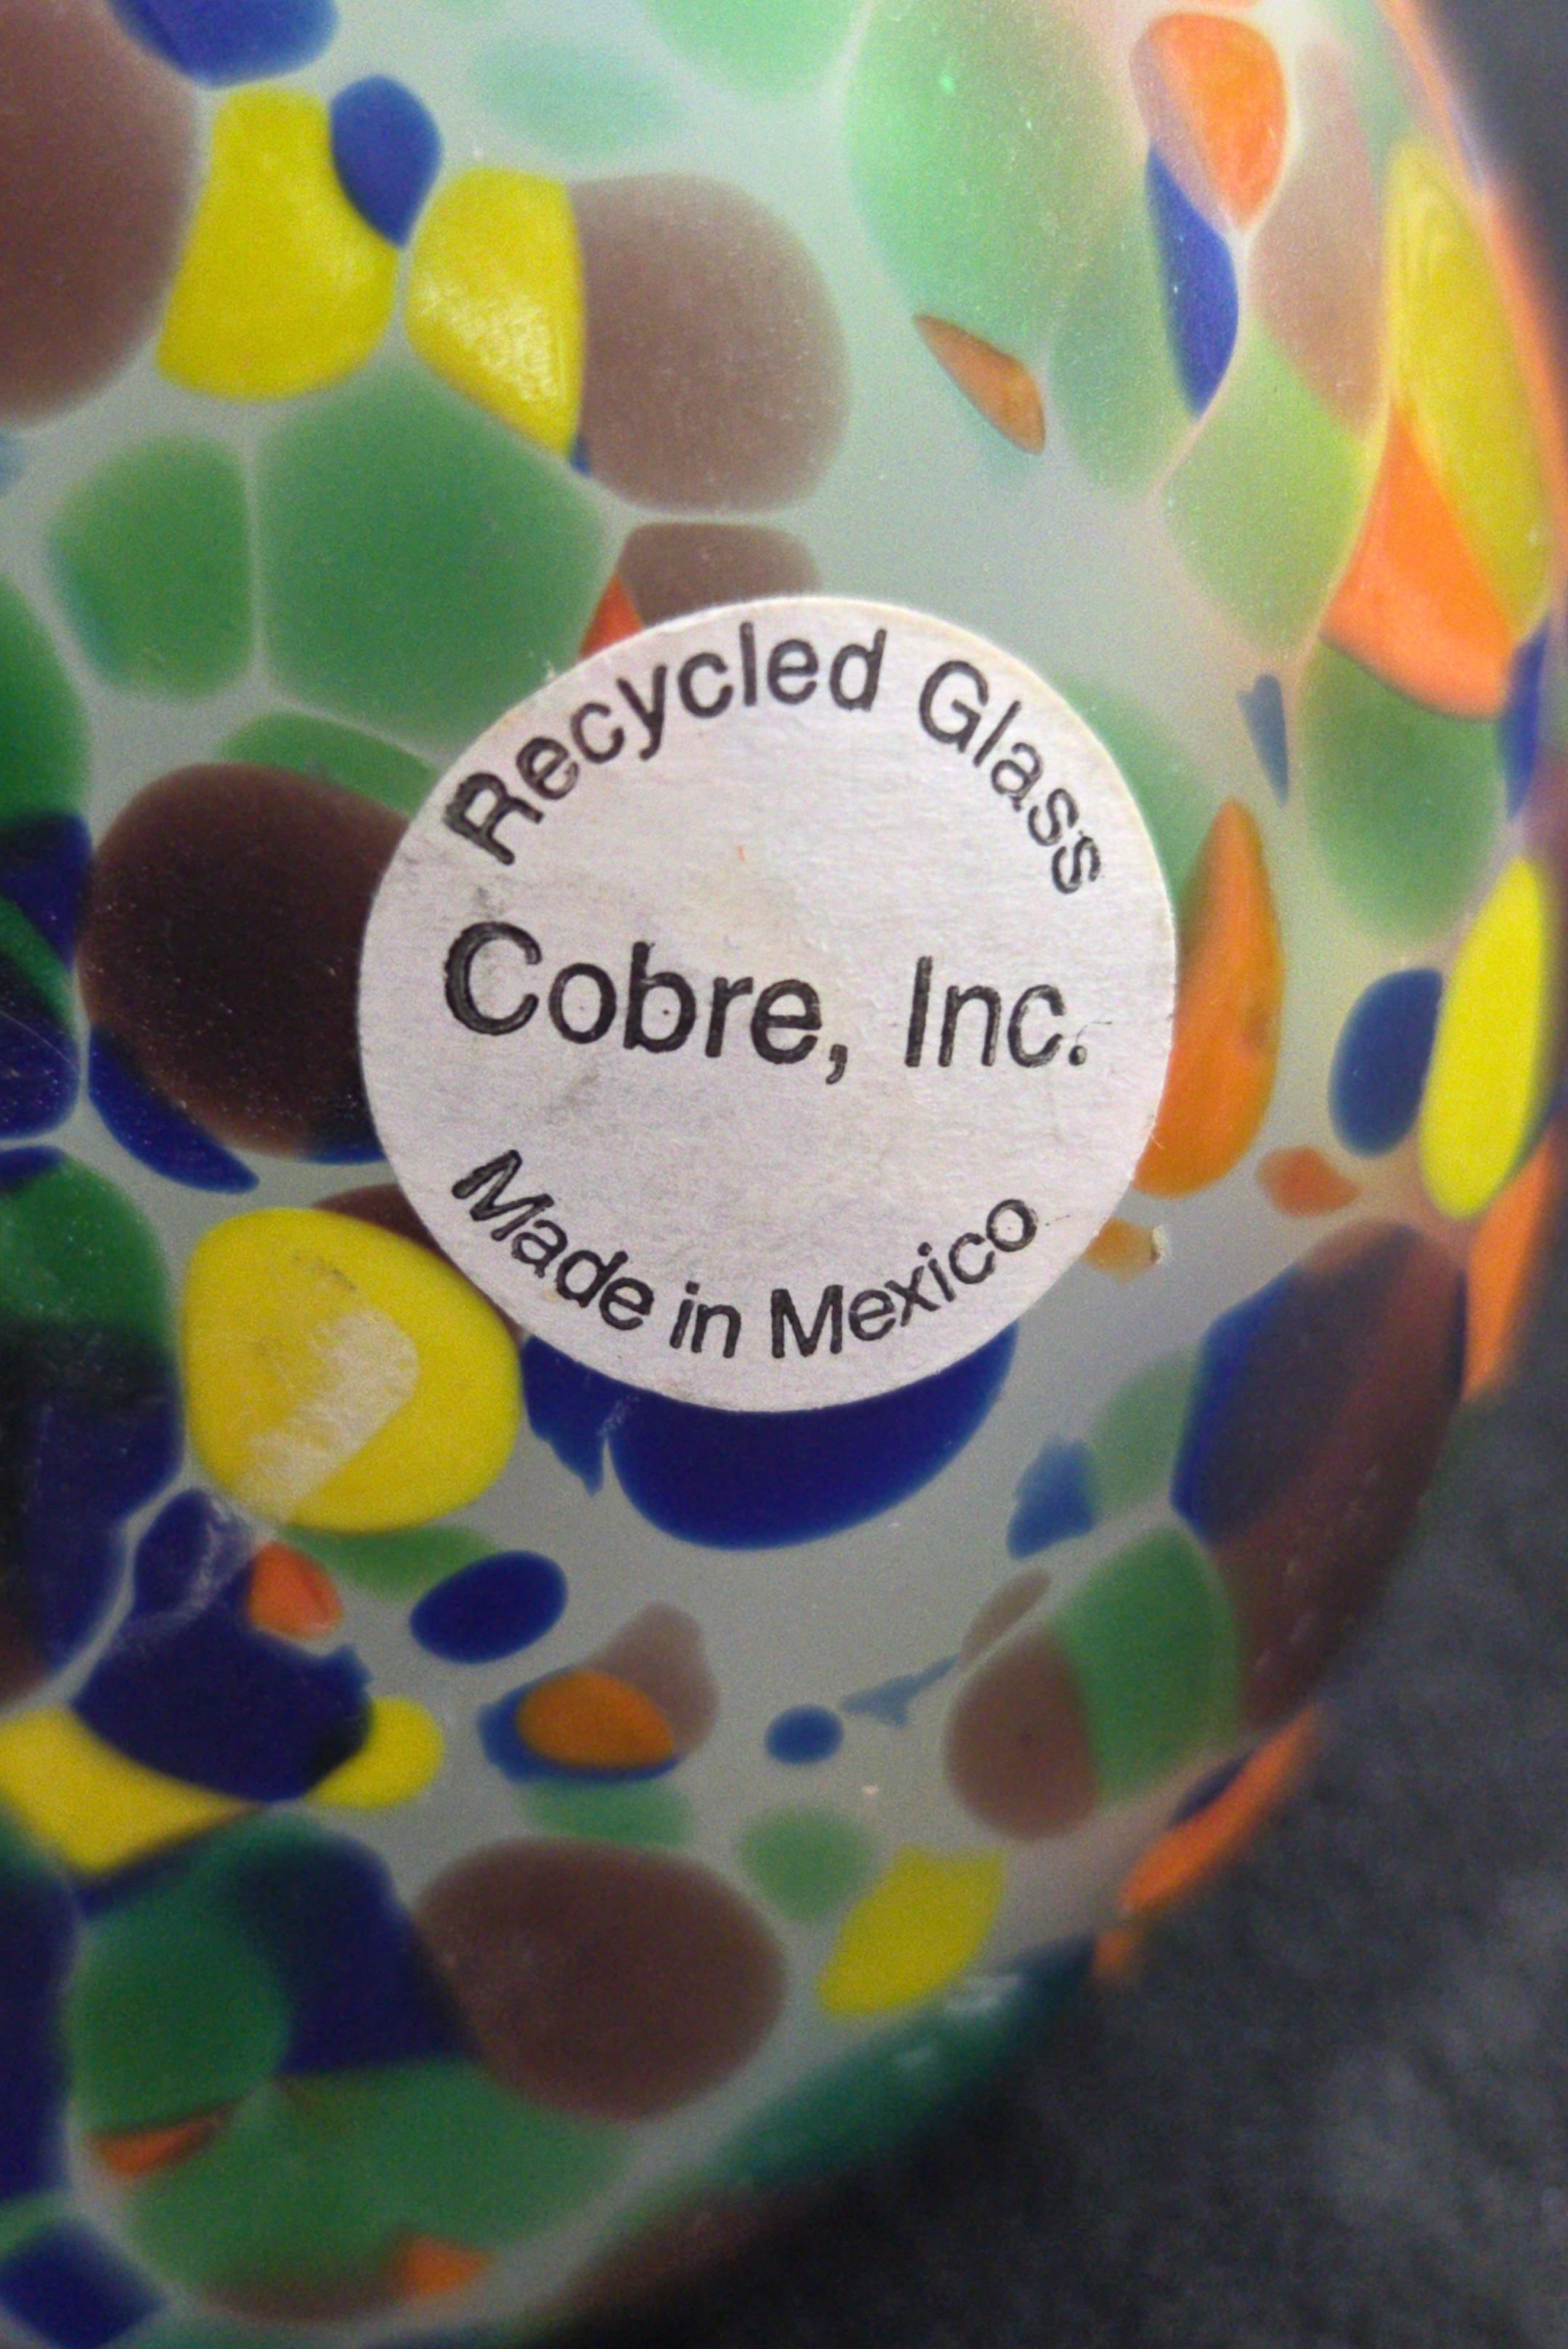 Recycled Glass
Cobre, Inc.
Made in Mexico